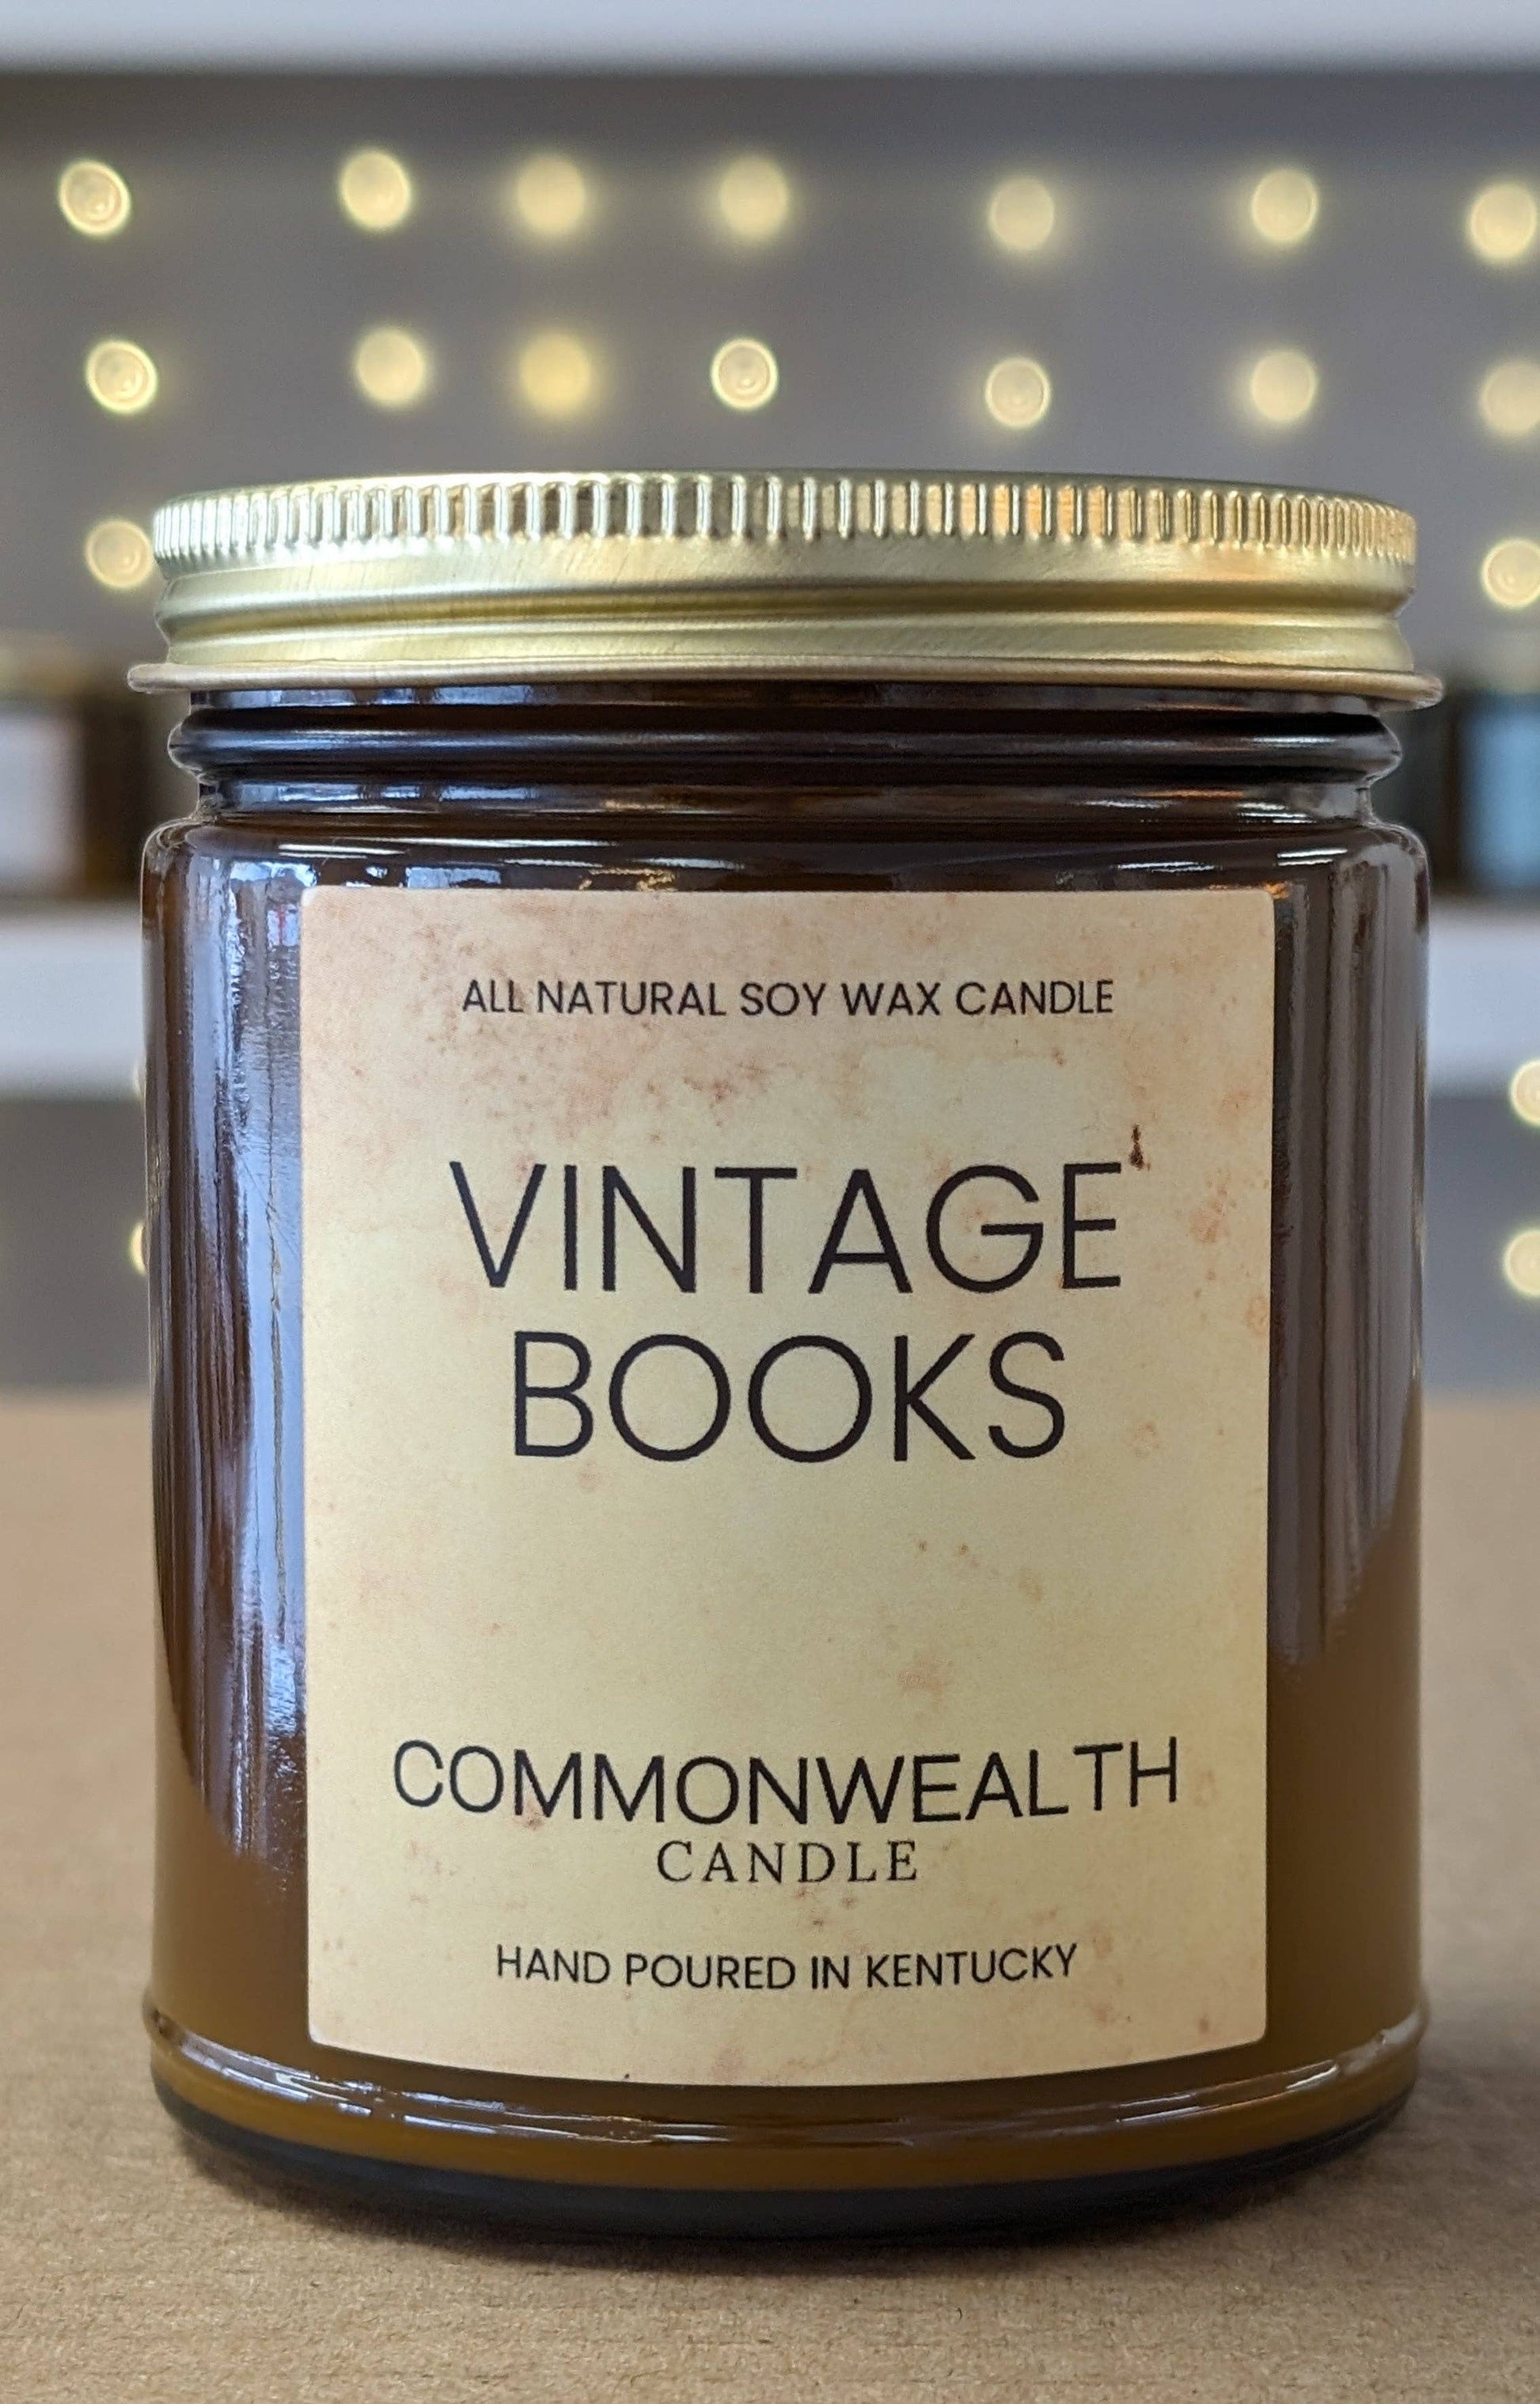 ALL NATURAL SOY WAX CANDLE
VINTAGE
BOOKS
COMMONWEALTH
CANDLE
HAND POURED IN KENTUCKY